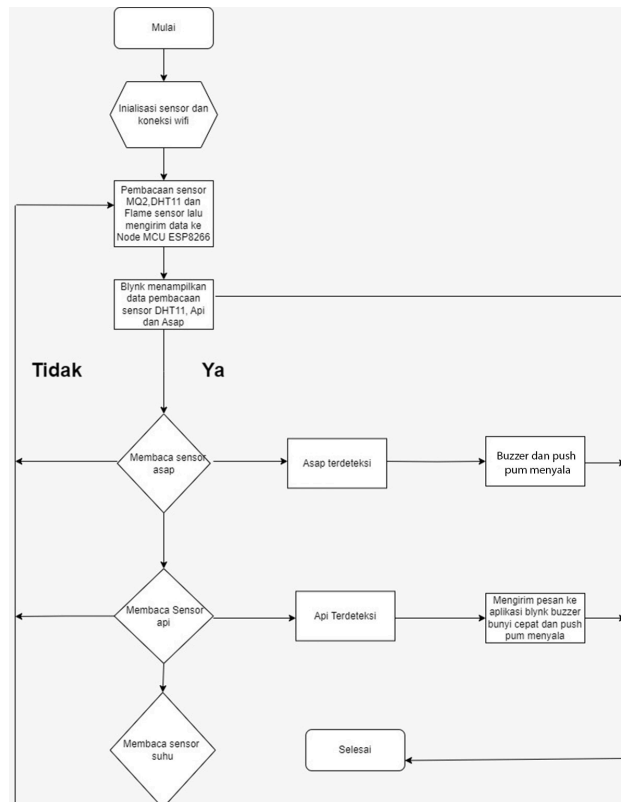 Mulai
Inialisasi sensor dan
koneksi wifi
Pembacaan sensor
MQ2,DHT11 dan
Flame sensor lalu
mengirim data ke
Node MCU ESP8266
Blynk menampilkan
data pembacaan
sensor DHT11, Api
dan Asap
Tidak
Ya
Membaca sensor
asap
Asap terdeteksi
Buzzer dan push
pum menyala
Membaca Sensor
api
Api Terdeteksi
Mengirim pesan ke
aplikasi blynk buzzer
bunyi cepat dan push
pum menyala
Membaca sensor
suhu
Selesai